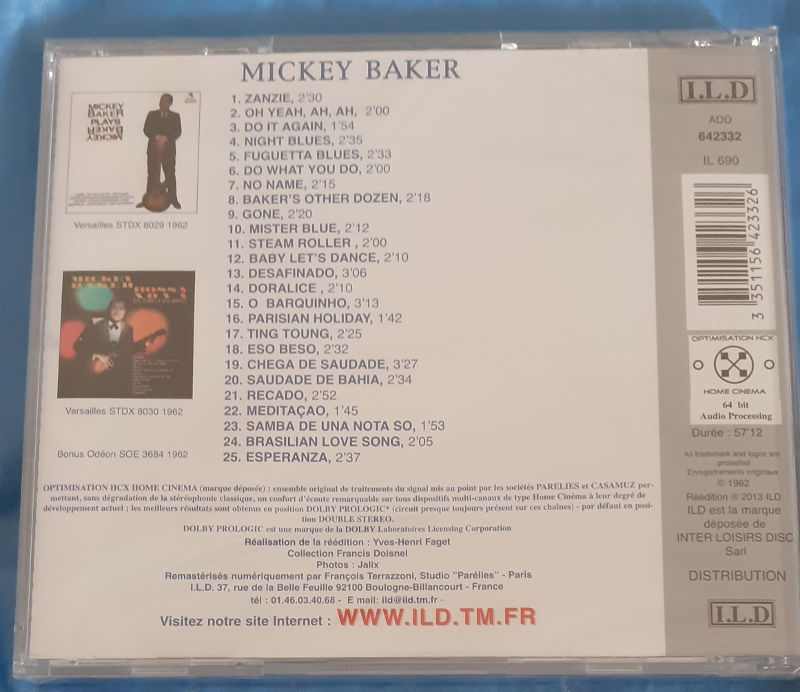 MICKEY BAKER
MICKEY
BAKER
PLAYS
MICKEY
BAKER
Versailles STDX 8029 1962
MICKEY
BAKER
BOSSA
NOVA
Versailles STDX 8030 1962
Bonus Odéon SOE 3684 1962
1. ZANZIE, 2'30
2. OH YEAH, AH, AH, 2'00
3. DO IT AGAIN, 1'54
4. NIGHT BLUES, 2'35
5. FUGUETTA BLUES, 2'33
6. DO WHAT YOU DO, 2'00
7. NO NAME, 2'15
8. BAKER'S OTHER DOZEN, 2'18
9. GONE, 2'20
10. MISTER BLUE, 2'12
11. STEAM ROLLER , 2'00
12. BABY LET'S DANCE, 2'10
13. DESAFINADO, 3'06
14. DORALICE , 2'10
15. O BARQUINHO, 3'13
16. PARISIAN HOLIDAY, 1'42
17. TING TOUNG, 2'25
18. ESO BESO, 2'32
19. CHEGA DE SAUDADE, 3'27
20. SAUDADE DE BAHIA, 2'34
21. RECADO, 2'52
22. MEDITAÇAO, 1'45
23. SAMBA DE UNA NOTA SO, 1'53
24. BRASILIAN LOVE SONG, 2'05
25. ESPERANZA, 2'37
OPTIMISATION HCX HOME CINEMA (marque déposée) : ensemble original de traitements du signal mis au point par les sociétés PARELIES et CASAMUZ per-
mettant, sans dégradation de la stéréophonie classique, un confort d'écoute remarquable sur tous dispositifs multi-canaux de type Home Cinéma à leur degré de
développement actuel ; les meilleurs résultats sont obtenus en position DOLBY PROLOGIC* (circuit presque toujours présent sur ces chaînes) - par défaut en posi-
tion DOUBLE STEREO.
DOLBY PROLOGIC est une marque de la DOLBY Laboratoires Licensing Corporation
Réalisation de la réédition : Yves-Henri Faget
Collection Francis Doisnel
Photos : Jalix
Remastérisés numériquement par François Terrazzoni, Studio "Parélies" - Paris
I.L.D. 37, rue de la Belle Feuille 92100 Boulogne-Billancourt - France
tél : 01.46.03.40.68 - E mail: ild@ild.tm.fr -
Visitez notre site Internet : WWW.ILD.TM.FR
I.L.D
ADD
642332
IL 690
3 351156 423326
OPTIMISATION HCX
HOME CINEMA
64 bit
Audio Processing
Durée : 57'12
All trademark and logos are
protected
Enregistrements originaux
© 1962
Réédition ® 2013 ILD
ILD est la marque
déposée de
INTER LOISIRS DISC
Sarl
DISTRIBUTION
I.L.D